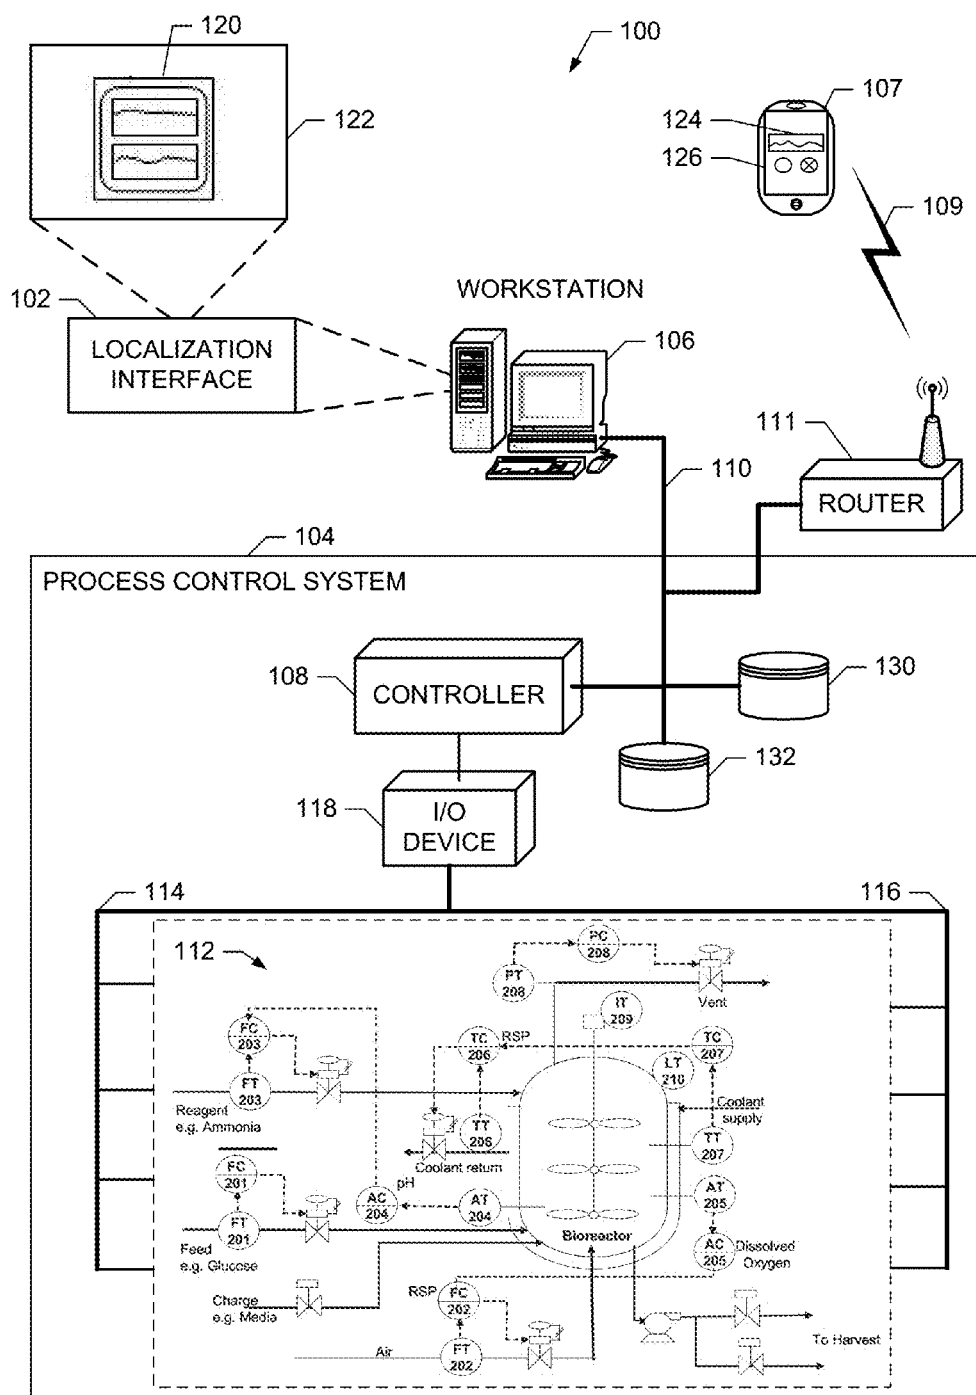 120
100
122
107
124
126
109
102
LOCALIZATION
INTERFACE
WORKSTATION
106
111
110
ROUTER
104
PROCESS CONTROL SYSTEM
108
CONTROLLER
130
132
118
I/O
DEVICE
114
116
112
PC
208
PT
208
Vent
IT
209
FC
203
TC
206
RSP
TC
207
LT
210
FT
203
Reagent
e.g. Ammonia
Coolant
supply
TT
206
TT
207
Coolant return
FC
201
pH
AC
204
AT
204
AT
205
FT
201
Bioreactor
Feed
e.g. Glucose
AC
205
Dissolved
Oxygen
Charge
e.g. Media
RSP
FC
202
To Harvest
Air
FT
202